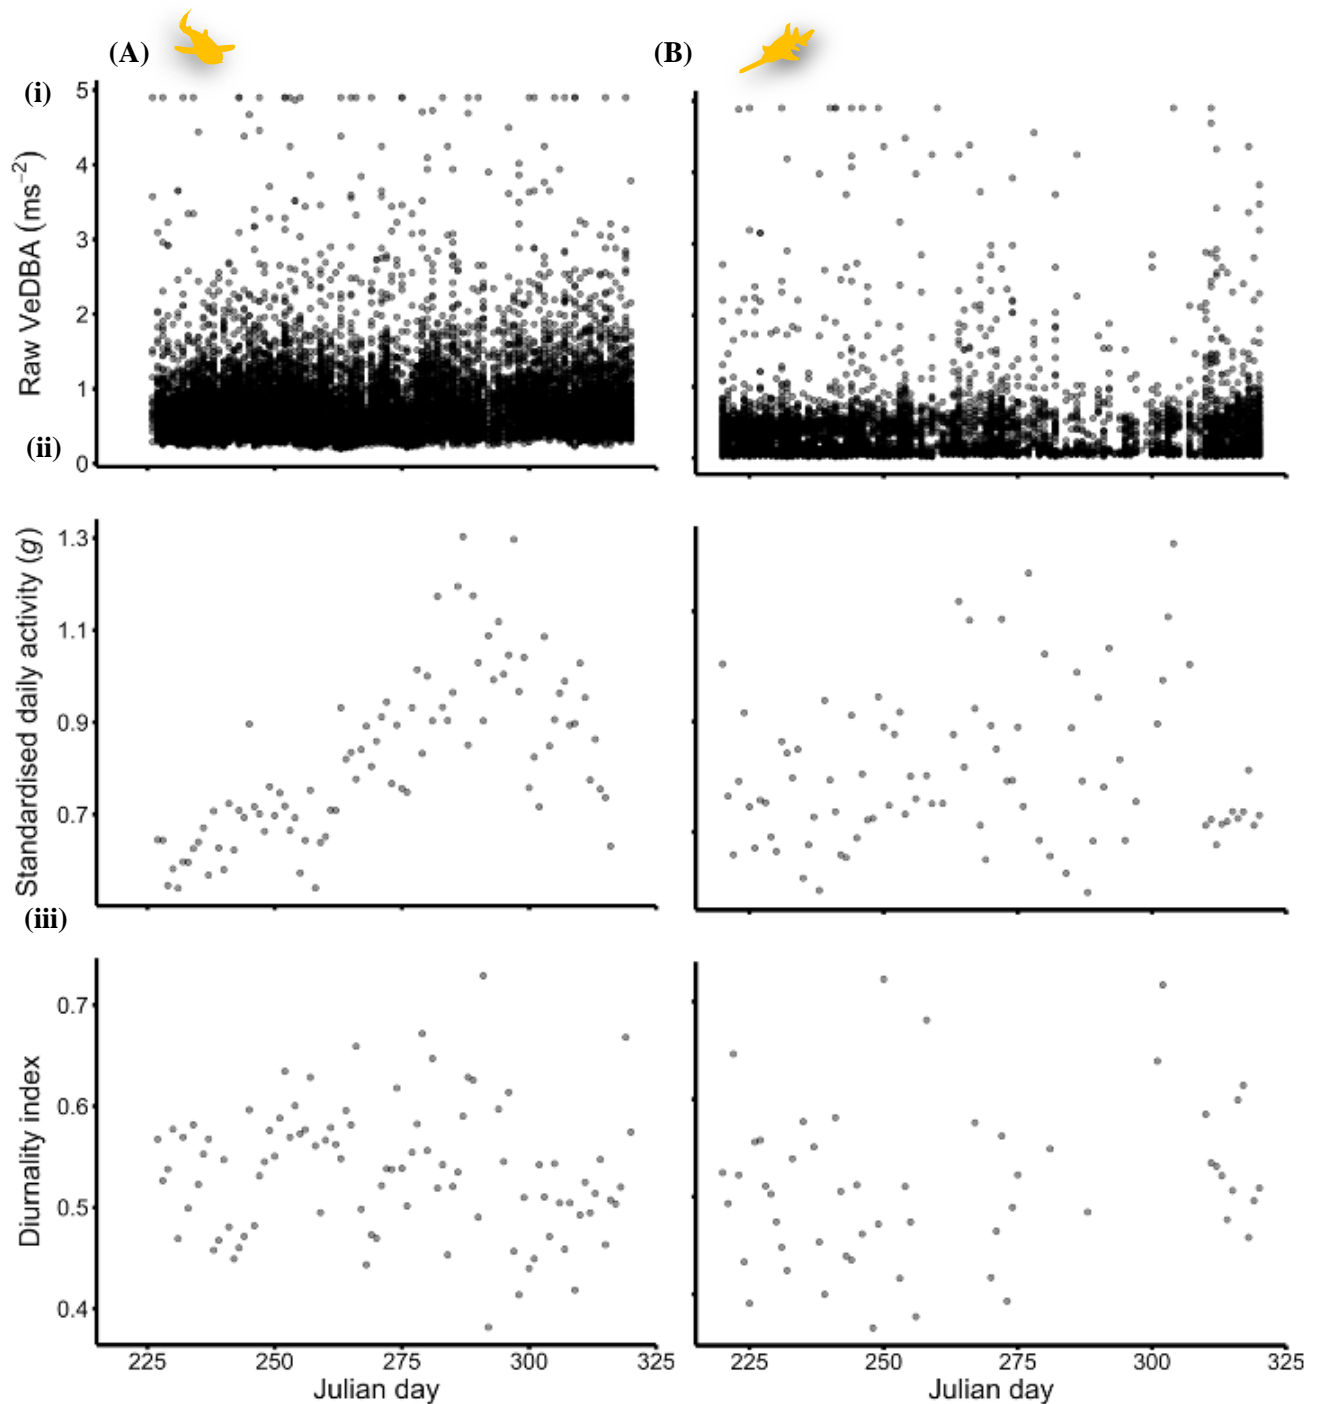 (A)
(B)
(i)
Raw VeDBA (ms⁻²)
5
4
3
2
1
0
(ii)
Standardised daily activity (g)
1.3
1.1
0.9
0.7
(iii)
Diurnality index
0.7
0.6
0.5
0.4
225 250 275 300 325
225 250 275 300 325
Julian day
Julian day